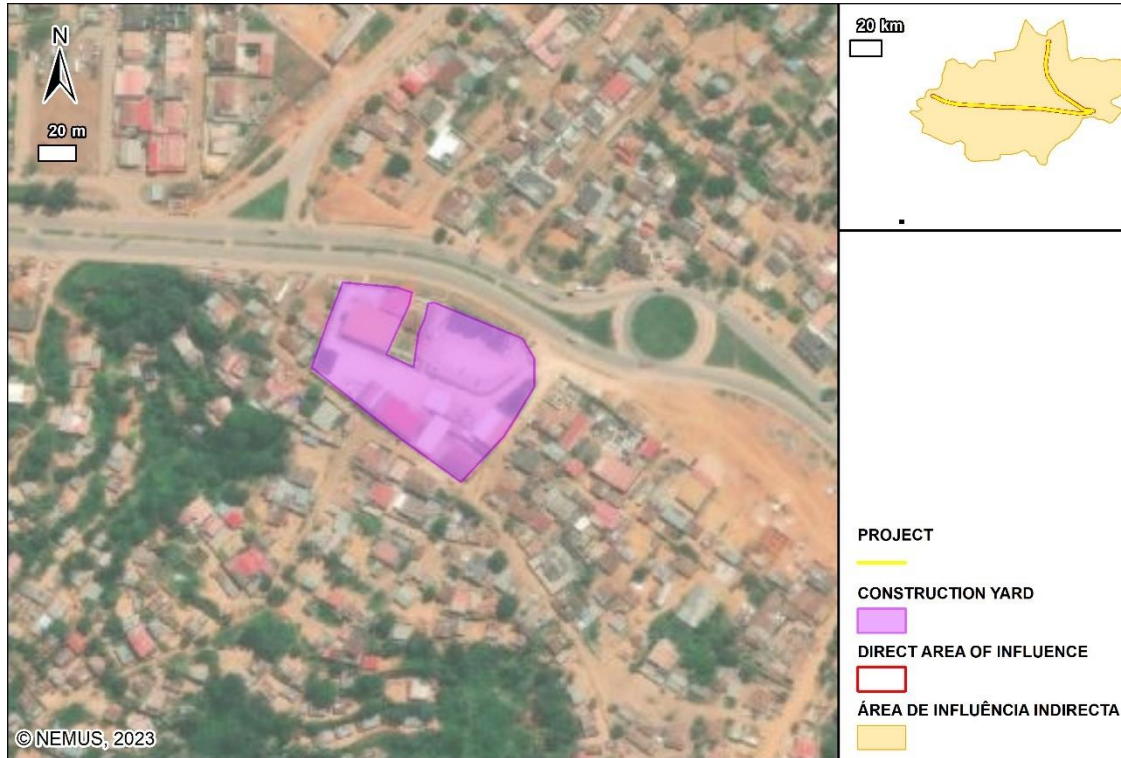 N
20 m
© NEMUS, 2023
20 km
PROJECT
CONSTRUCTION YARD
DIRECT AREA OF INFLUENCE
ÁREA DE INFLUÊNCIA INDIRECTA